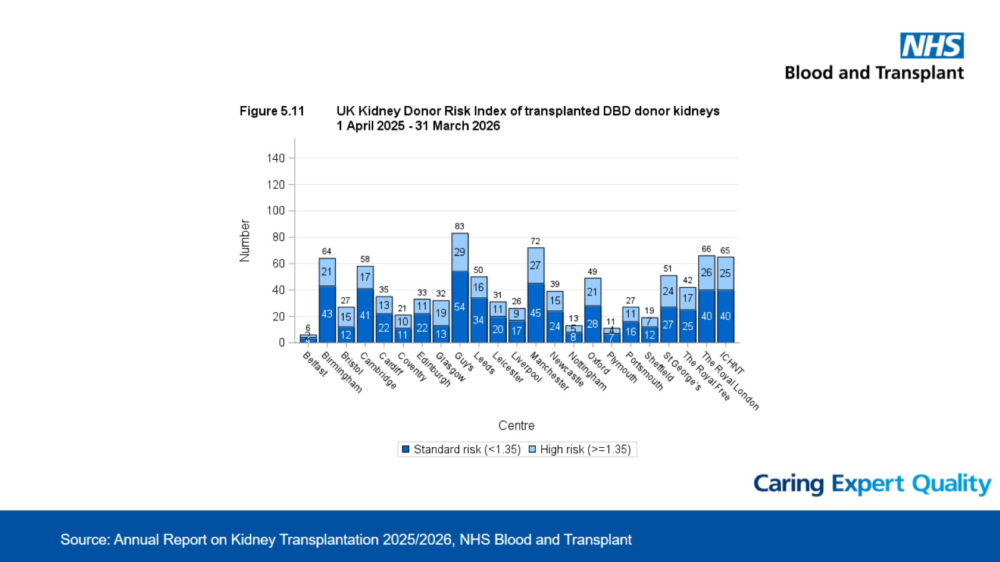 NHS
Blood and Transplant
Figure 5.11 UK Kidney Donor Risk Index of transplanted DBD donor kidneys
1 April 2025 - 31 March 2026
Number
140
120
100
80
60
40
20
0
6 64 27 58 35 21 33 32 83 50 31 26 72 39 13 49 11 27 19 51 42 66 65
2 21 15 17 13 10 11 19 29 16 11 9 27 15 5 21 4 11 7 24 17 26 25
4 43 12 41 22 11 22 13 54 34 20 17 45 24 8 28 7 16 12 27 25 40 40
Belfast
Birmingham
Bristol
Cambridge
Cardiff
Coventry
Edinburgh
Glasgow
Guy's
Leeds
Leicester
Liverpool
Manchester
Newcastle
Nottingham
Oxford
Plymouth
Portsmouth
Sheffield
St George's
The Royal Free
The Royal London
ICHNT
Centre
Standard risk (<1.35) High risk (>=1.35)
Caring Expert Quality
Source: Annual Report on Kidney Transplantation 2025/2026, NHS Blood and Transplant